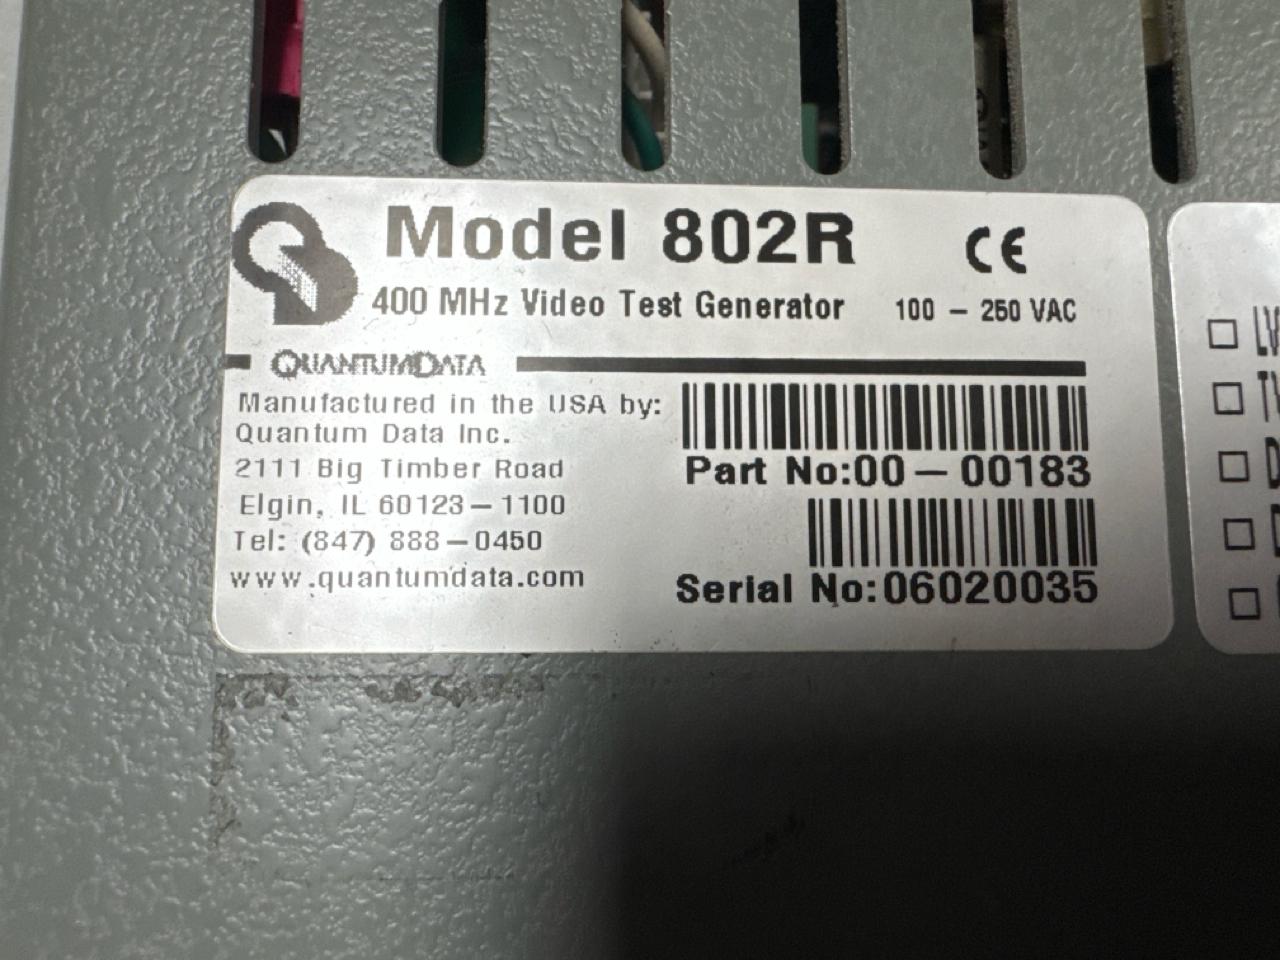 Model 802R
CE
400 MHz Video Test Generator
100 – 250 VAC
QUANTUMDATA
Manufactured in the USA by:
Quantum Data Inc.
2111 Big Timber Road
Elgin, IL 60123–1100
Tel: (847) 888–0450
www.quantumdata.com
Part No:00–00183
Serial No:06020035